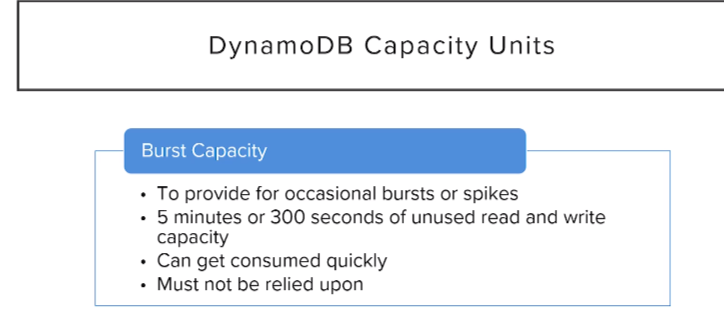 DynamoDB Capacity Units
Burst Capacity
• To provide for occasional bursts or spikes
• 5 minutes or 300 seconds of unused read and write
capacity
• Can get consumed quickly
• Must not be relied upon